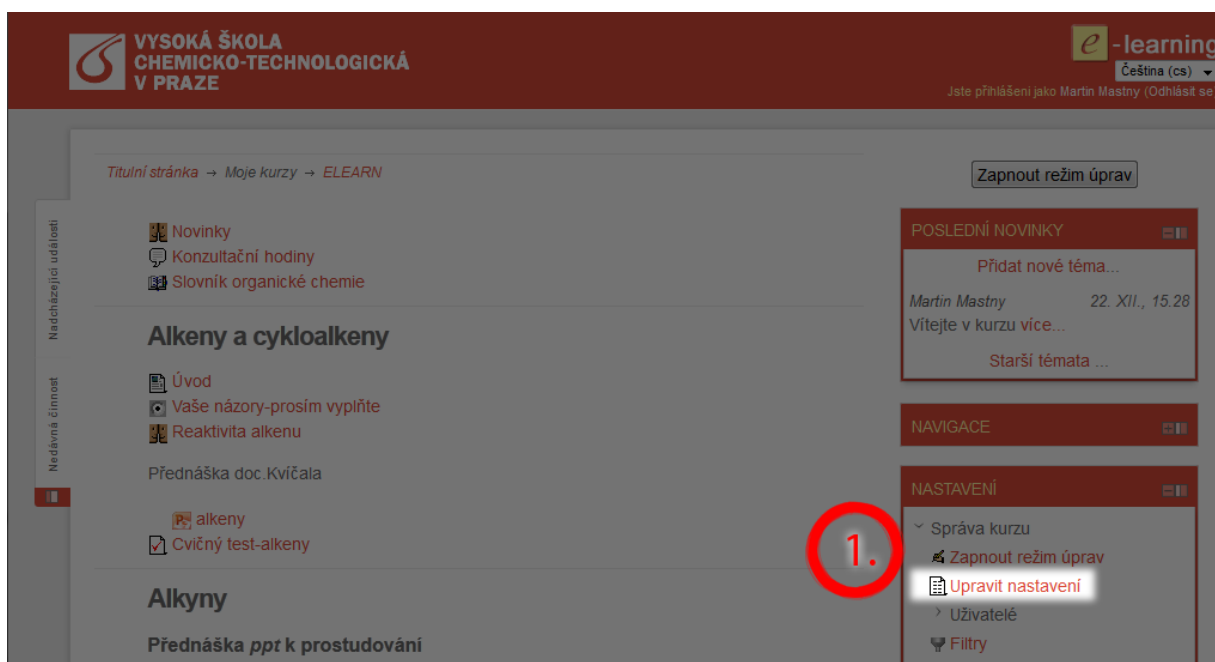 VYSOKÁ ŠKOLA
CHEMICKO-TECHNOLOGICKÁ
V PRAZE
e-learning
Čeština (cs)
Jste přihlášeni jako Martin Mastny (Odhlásit se
Titulní stránka → Moje kurzy → ELEARN
Zapnout režim úprav
Nadcházející události
Nedávná činnost
Novinky
Konzultační hodiny
Slovník organické chemie
Alkeny a cykloalkeny
Úvod
Vaše názory-prosím vyplňte
Reaktivita alkenu
Přednáška doc.Kvíčala
alkeny
Cvičný test-alkeny
Alkyny
Přednáška ppt k prostudování
POSLEDNÍ NOVINKY
Přidat nové téma...
Martin Mastny 22. XII., 15.28
Vítejte v kurzu více...
Starší témata ...
NAVIGACE
NASTAVENÍ
Správa kurzu
Zapnout režim úprav
1.
Upravit nastavení
Uživatelé
Filtry